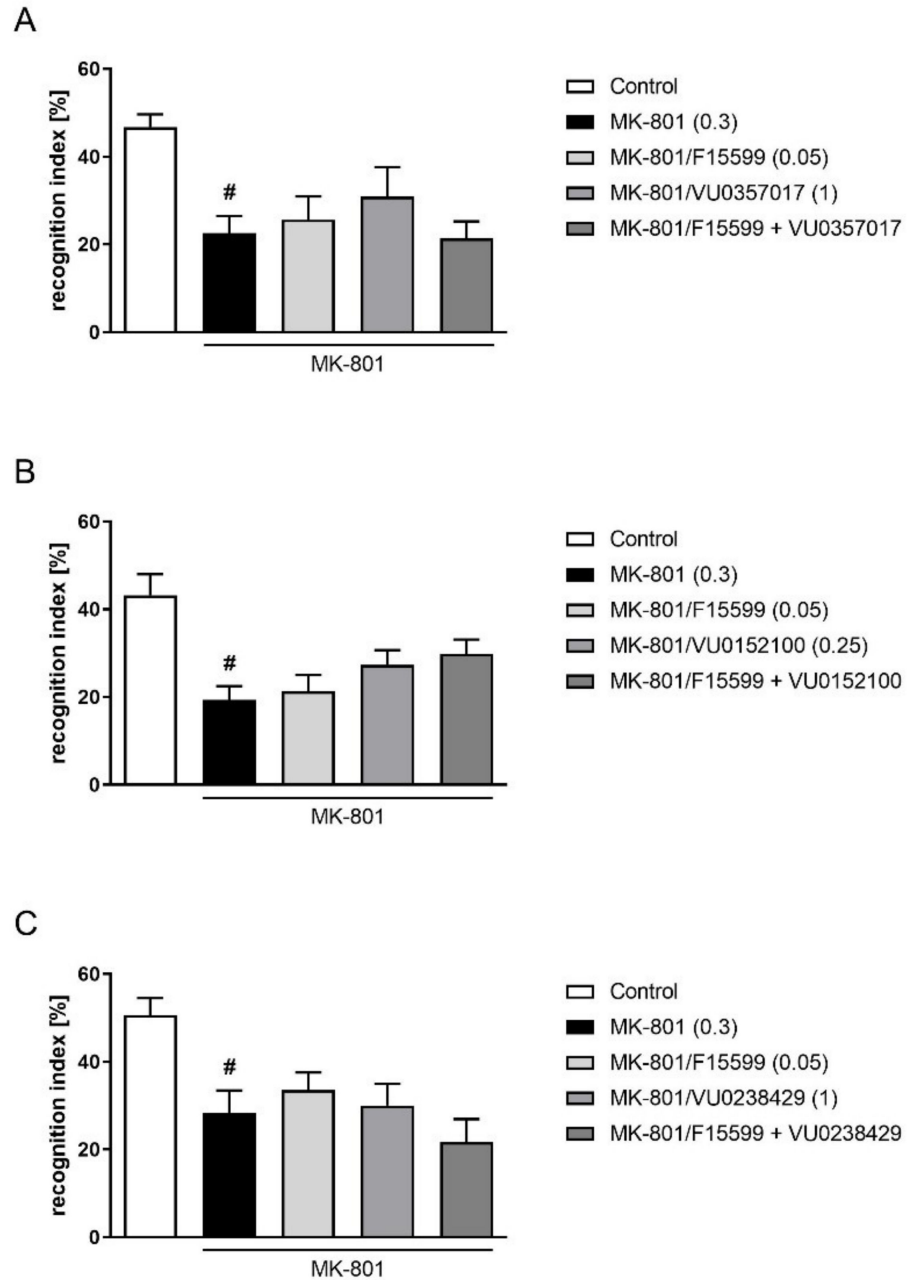 A
recognition index [%]
60
40
20
0
#
MK-801
Control
MK-801 (0.3)
MK-801/F15599 (0.05)
MK-801/VU0357017 (1)
MK-801/F15599 + VU0357017
B
recognition index [%]
60
40
20
0
#
MK-801
Control
MK-801 (0.3)
MK-801/F15599 (0.05)
MK-801/VU0152100 (0.25)
MK-801/F15599 + VU0152100
C
recognition index [%]
60
40
20
0
#
MK-801
Control
MK-801 (0.3)
MK-801/F15599 (0.05)
MK-801/VU0238429 (1)
MK-801/F15599 + VU0238429